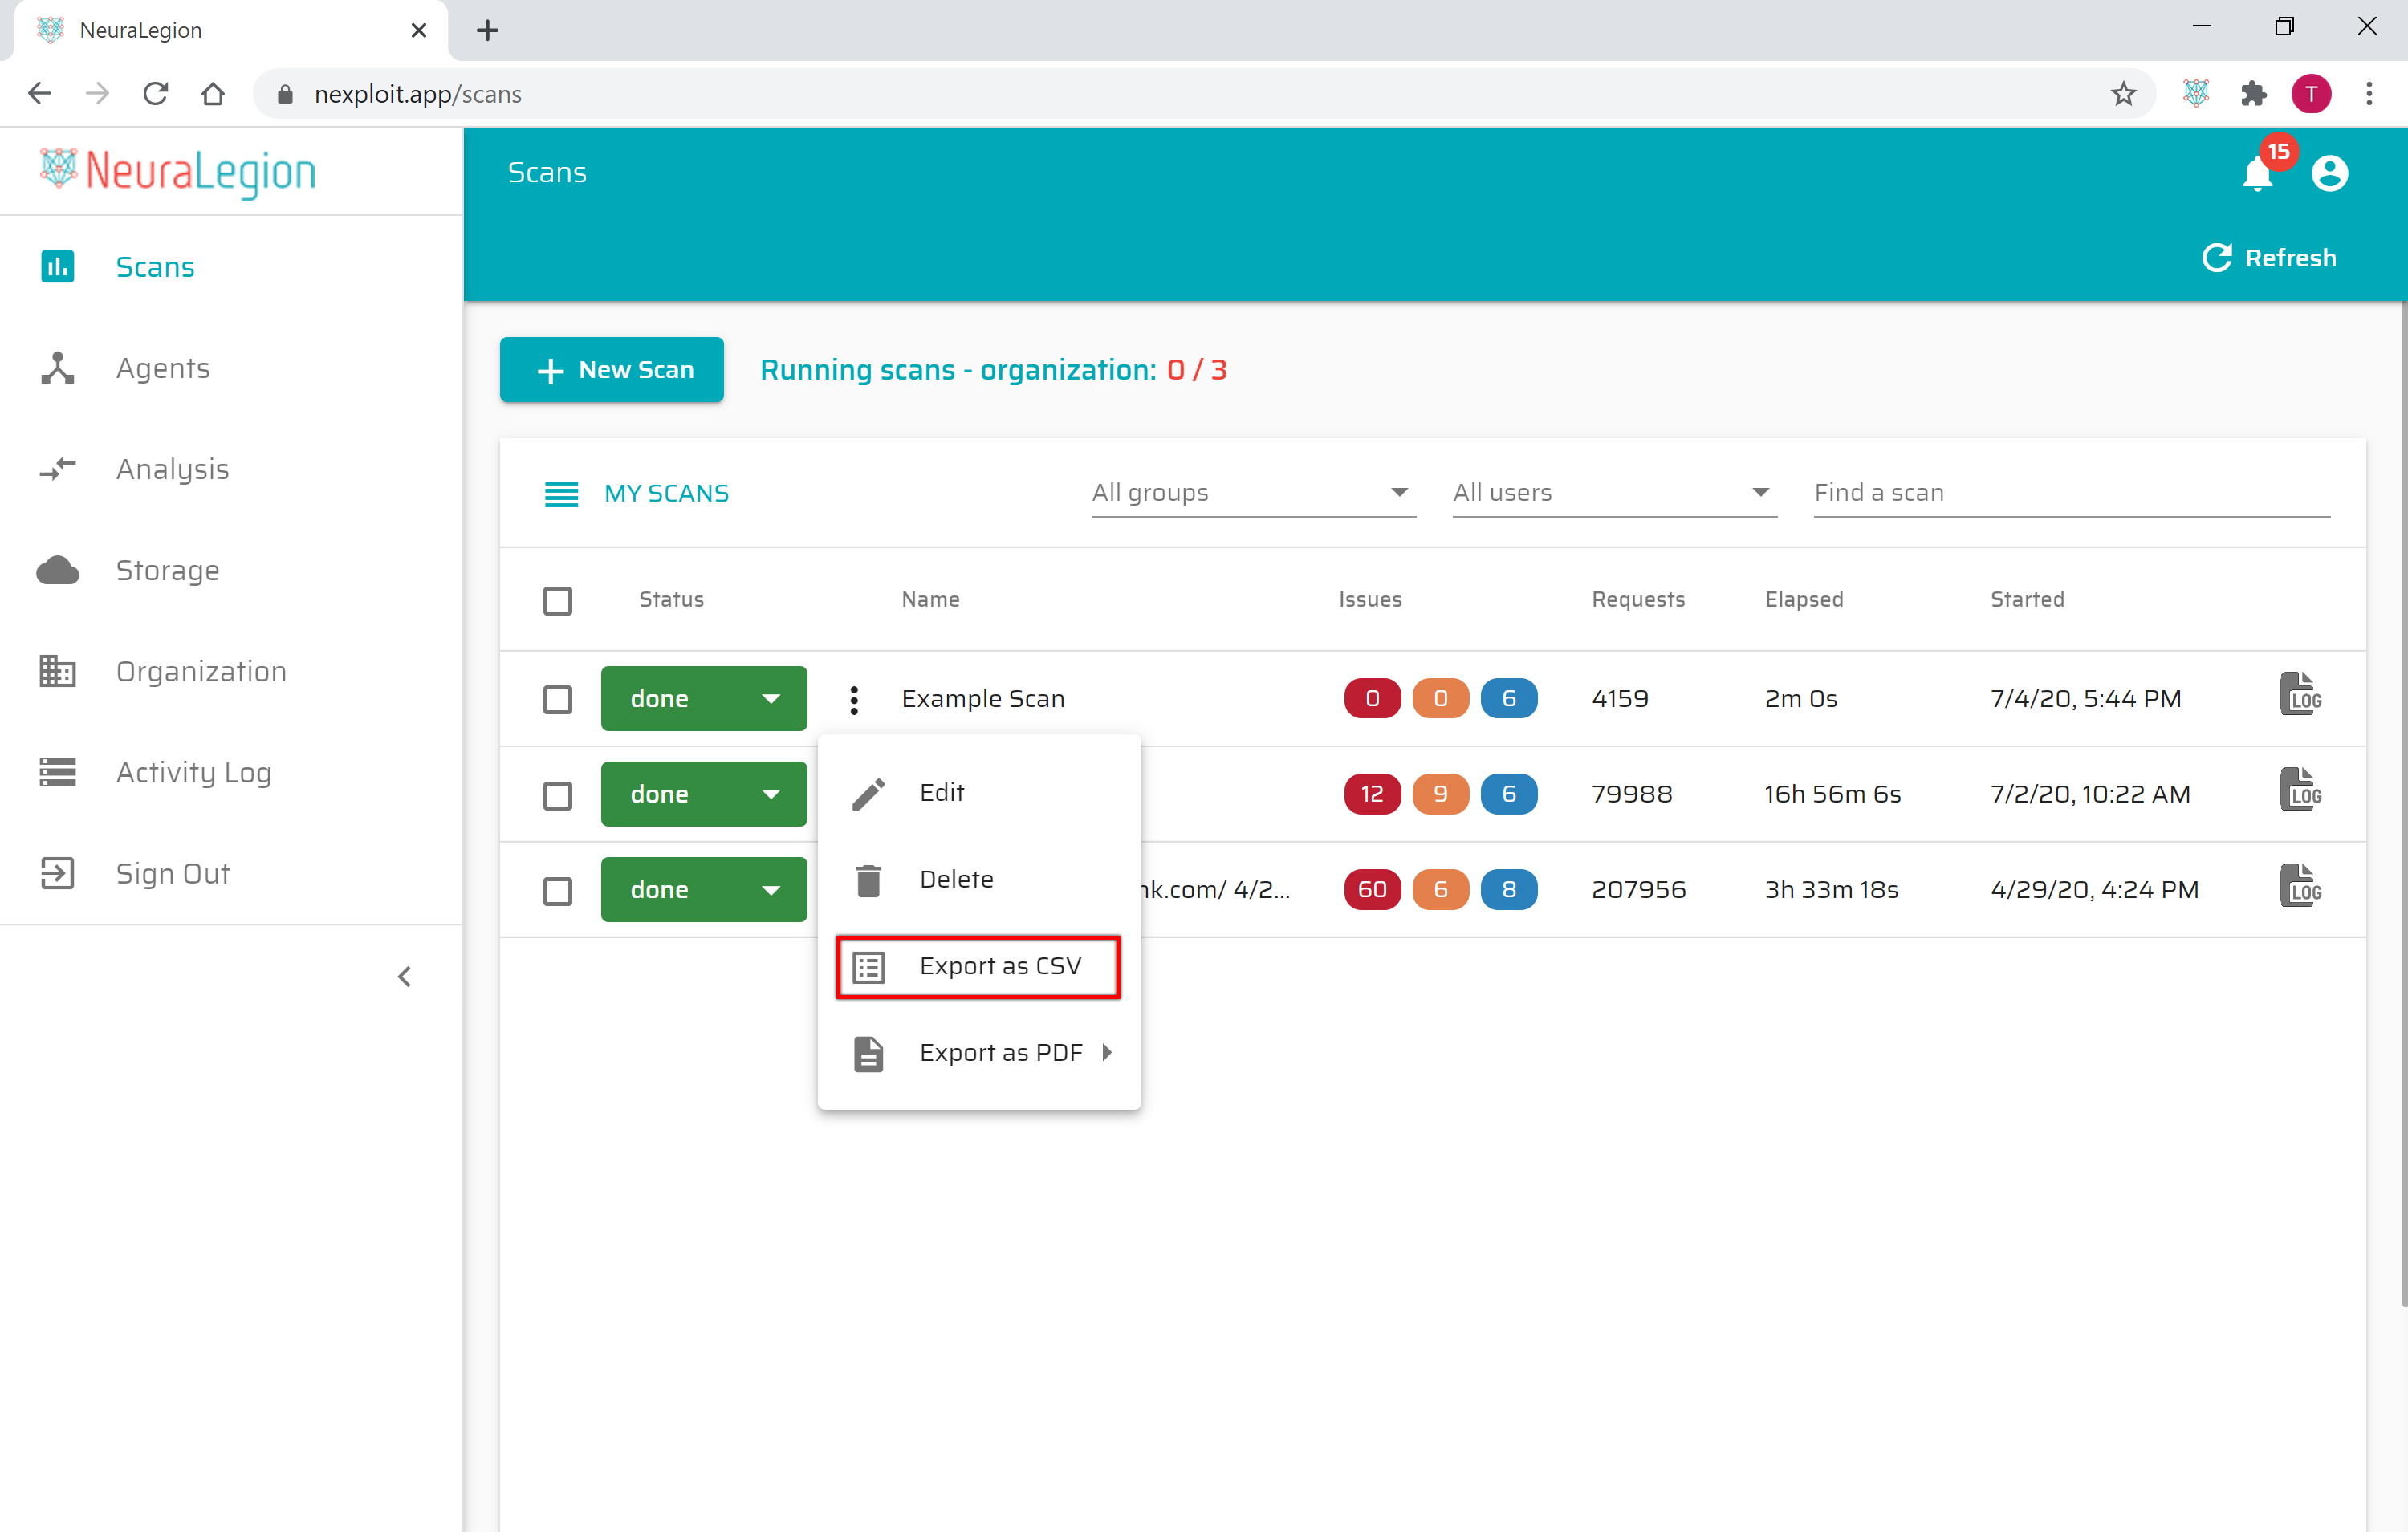 NeuraLegion
nexploit.app/scans
T
NeuraLegion
Scans
15
Refresh
Scans
Agents
Analysis
Storage
Organization
Activity Log
Sign Out
New Scan
Running scans - organization: 0 / 3
MY SCANS
All groups
All users
Find a scan
Status Name Issues Requests Elapsed Started
done Example Scan 0 0 6 4159 2m 0s 7/4/20, 5:44 PM LOG
done 12 9 6 79988 16h 56m 6s 7/2/20, 10:22 AM LOG
done nk.com/ 4/2... 60 6 8 207956 3h 33m 18s 4/29/20, 4:24 PM LOG
Edit
Delete
Export as CSV
Export as PDF